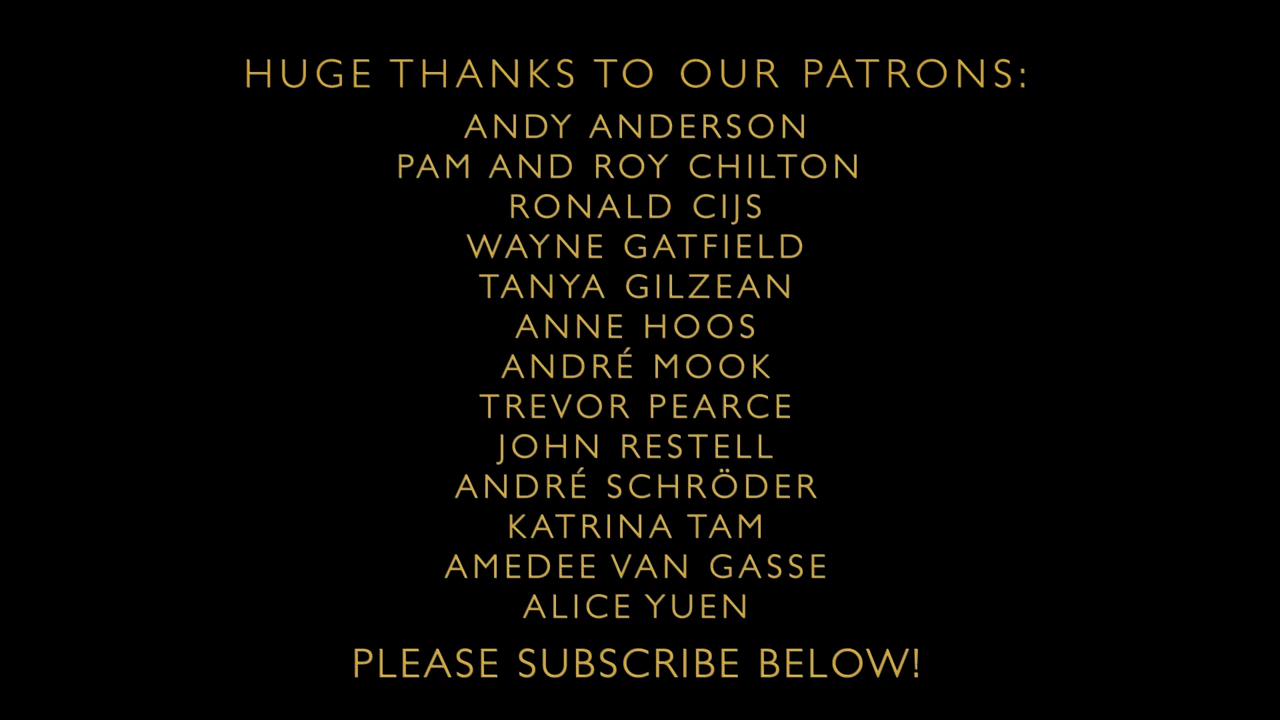 HUGE THANKS TO OUR PATRONS:
ANDY ANDERSON
PAM AND ROY CHILTON
RONALD CIJS
WAYNE GATFIELD
TANYA GILZEAN
ANNE HOOS
ANDRÉ MOOK
TREVOR PEARCE
JOHN RESTELL
ANDRÉ SCHRÖDER
KATRINA TAM
AMEDEE VAN GASSE
ALICE YUEN
PLEASE SUBSCRIBE BELOW!